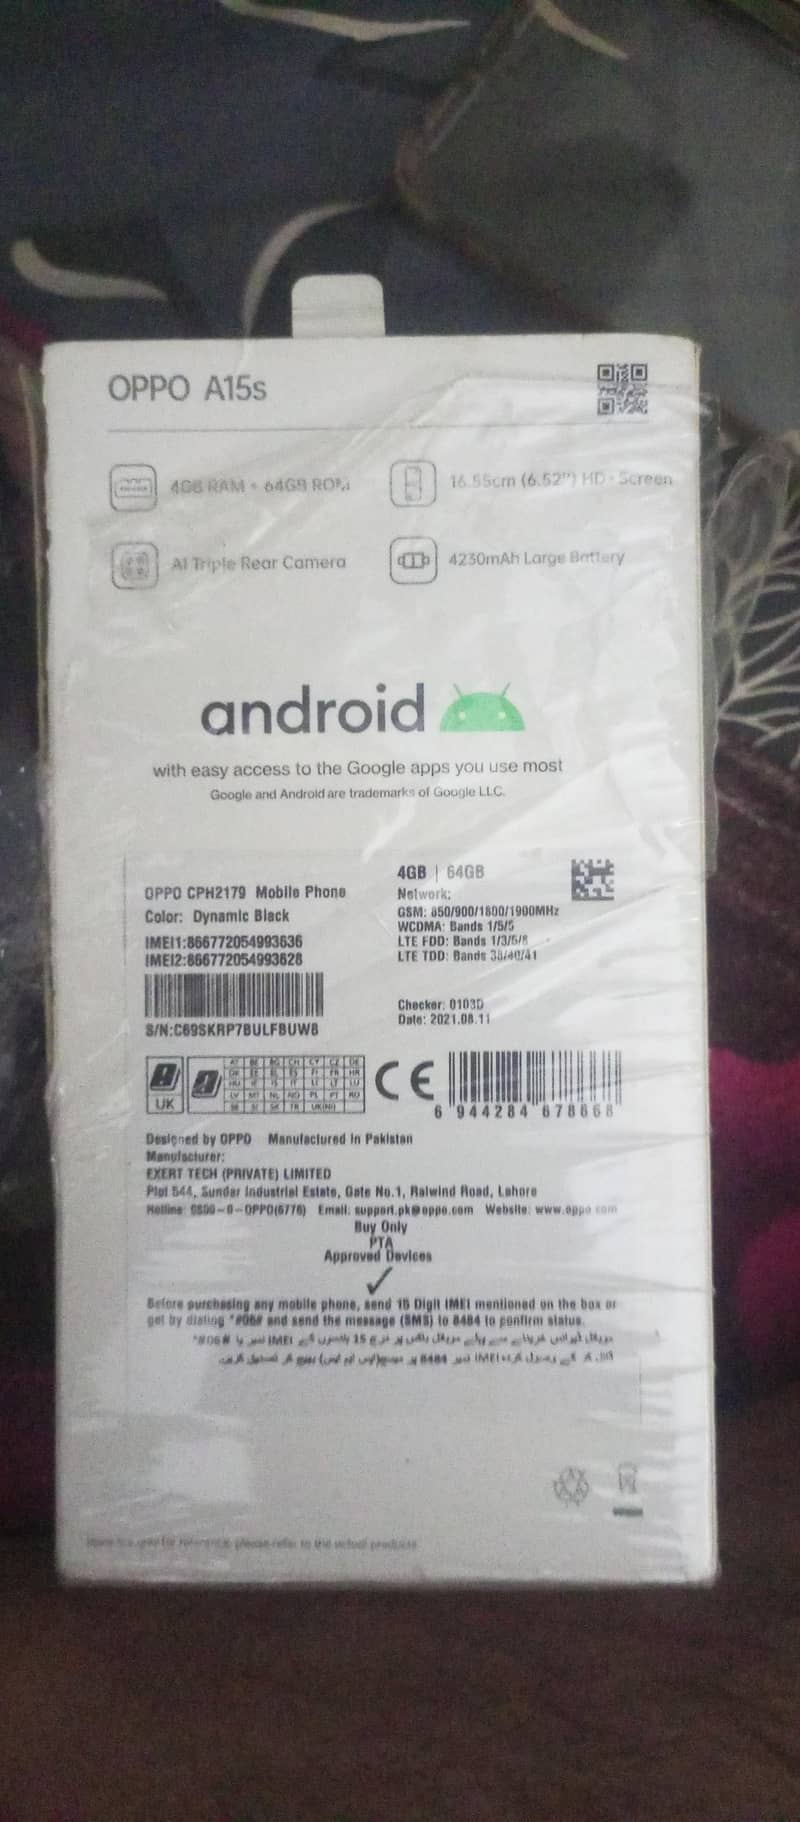 OPPO A15s
4GB RAM + 64GB ROM
16.55cm (6.52") HD+ Screen
AI Triple Rear Camera
4230mAh Large Battery
android
with easy access to the Google apps you use most
Google and Android are trademarks of Google LLC.
OPPO CPH2179 Mobile Phone
Color: Dynamic Black
IMEI1:866772054993636
IMEI2:866772054993628
S/N:C69SKRP7BULFBUW8
4GB | 64GB
Network:
GSM: 850/900/1800/1900MHz
WCDMA: Bands 1/5/8
LTE FDD: Bands 1/3/5/8
LTE TDD: Bands 38/40/41
Checker: 0103D
Date: 2021.08.11
UK
CE
6 944284 678668
Designed by OPPO Manufactured in Pakistan
Manufacturer:
EXERT TECH (PRIVATE) LIMITED
Plot 544, Sundar Industrial Estate, Gate No.1, Raiwind Road, Lahore
Hotline: 0800-0-OPPO(6776) Email: support.pk@oppo.com Website: www.oppo.com
Buy Only
PTA
Approved Devices
Before purchasing any mobile phone, send 15 Digit IMEI mentioned on the box or
get by dialing *#06# and send the message (SMS) to 8484 to confirm status.